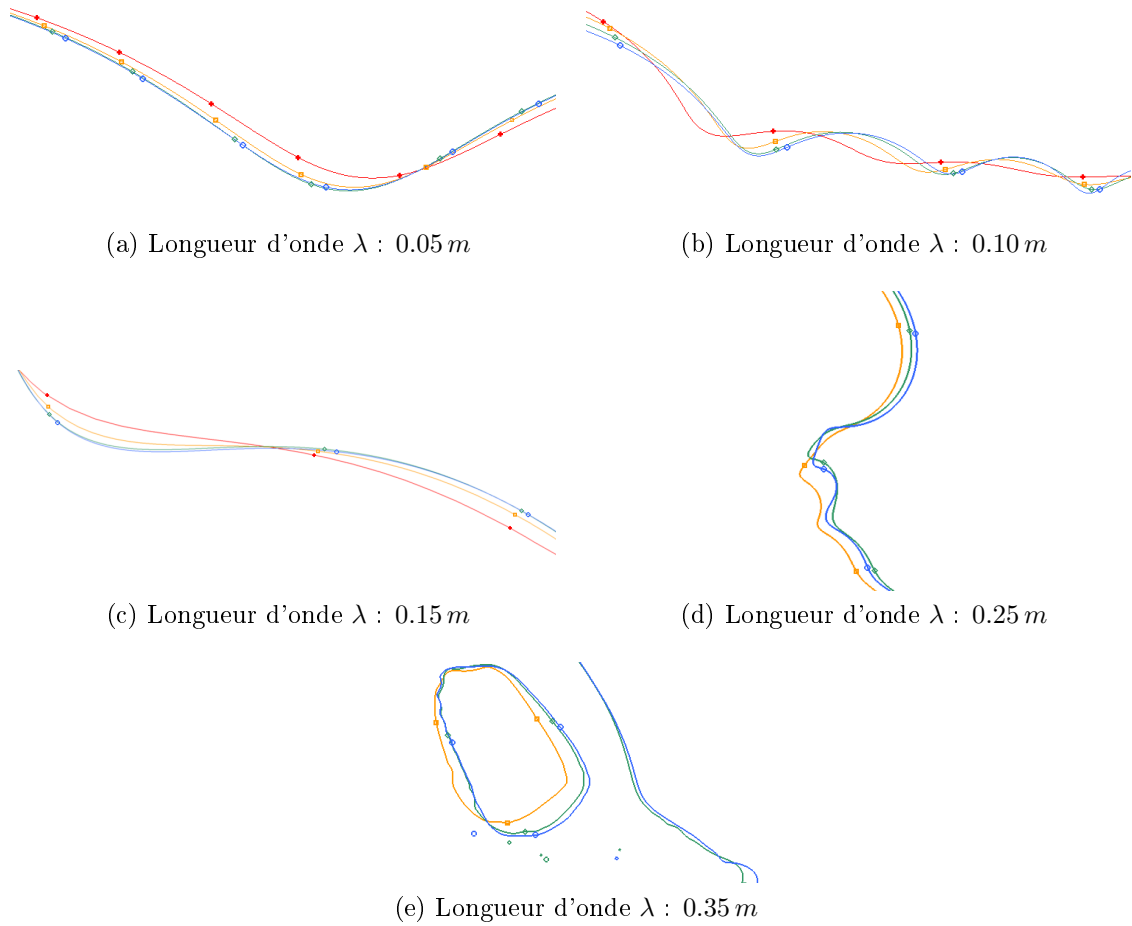 (a) Longueur d'onde λ : 0.05 m
(b) Longueur d'onde λ : 0.10 m
(c) Longueur d'onde λ : 0.15 m
(d) Longueur d'onde λ : 0.25 m
(e) Longueur d'onde λ : 0.35 m